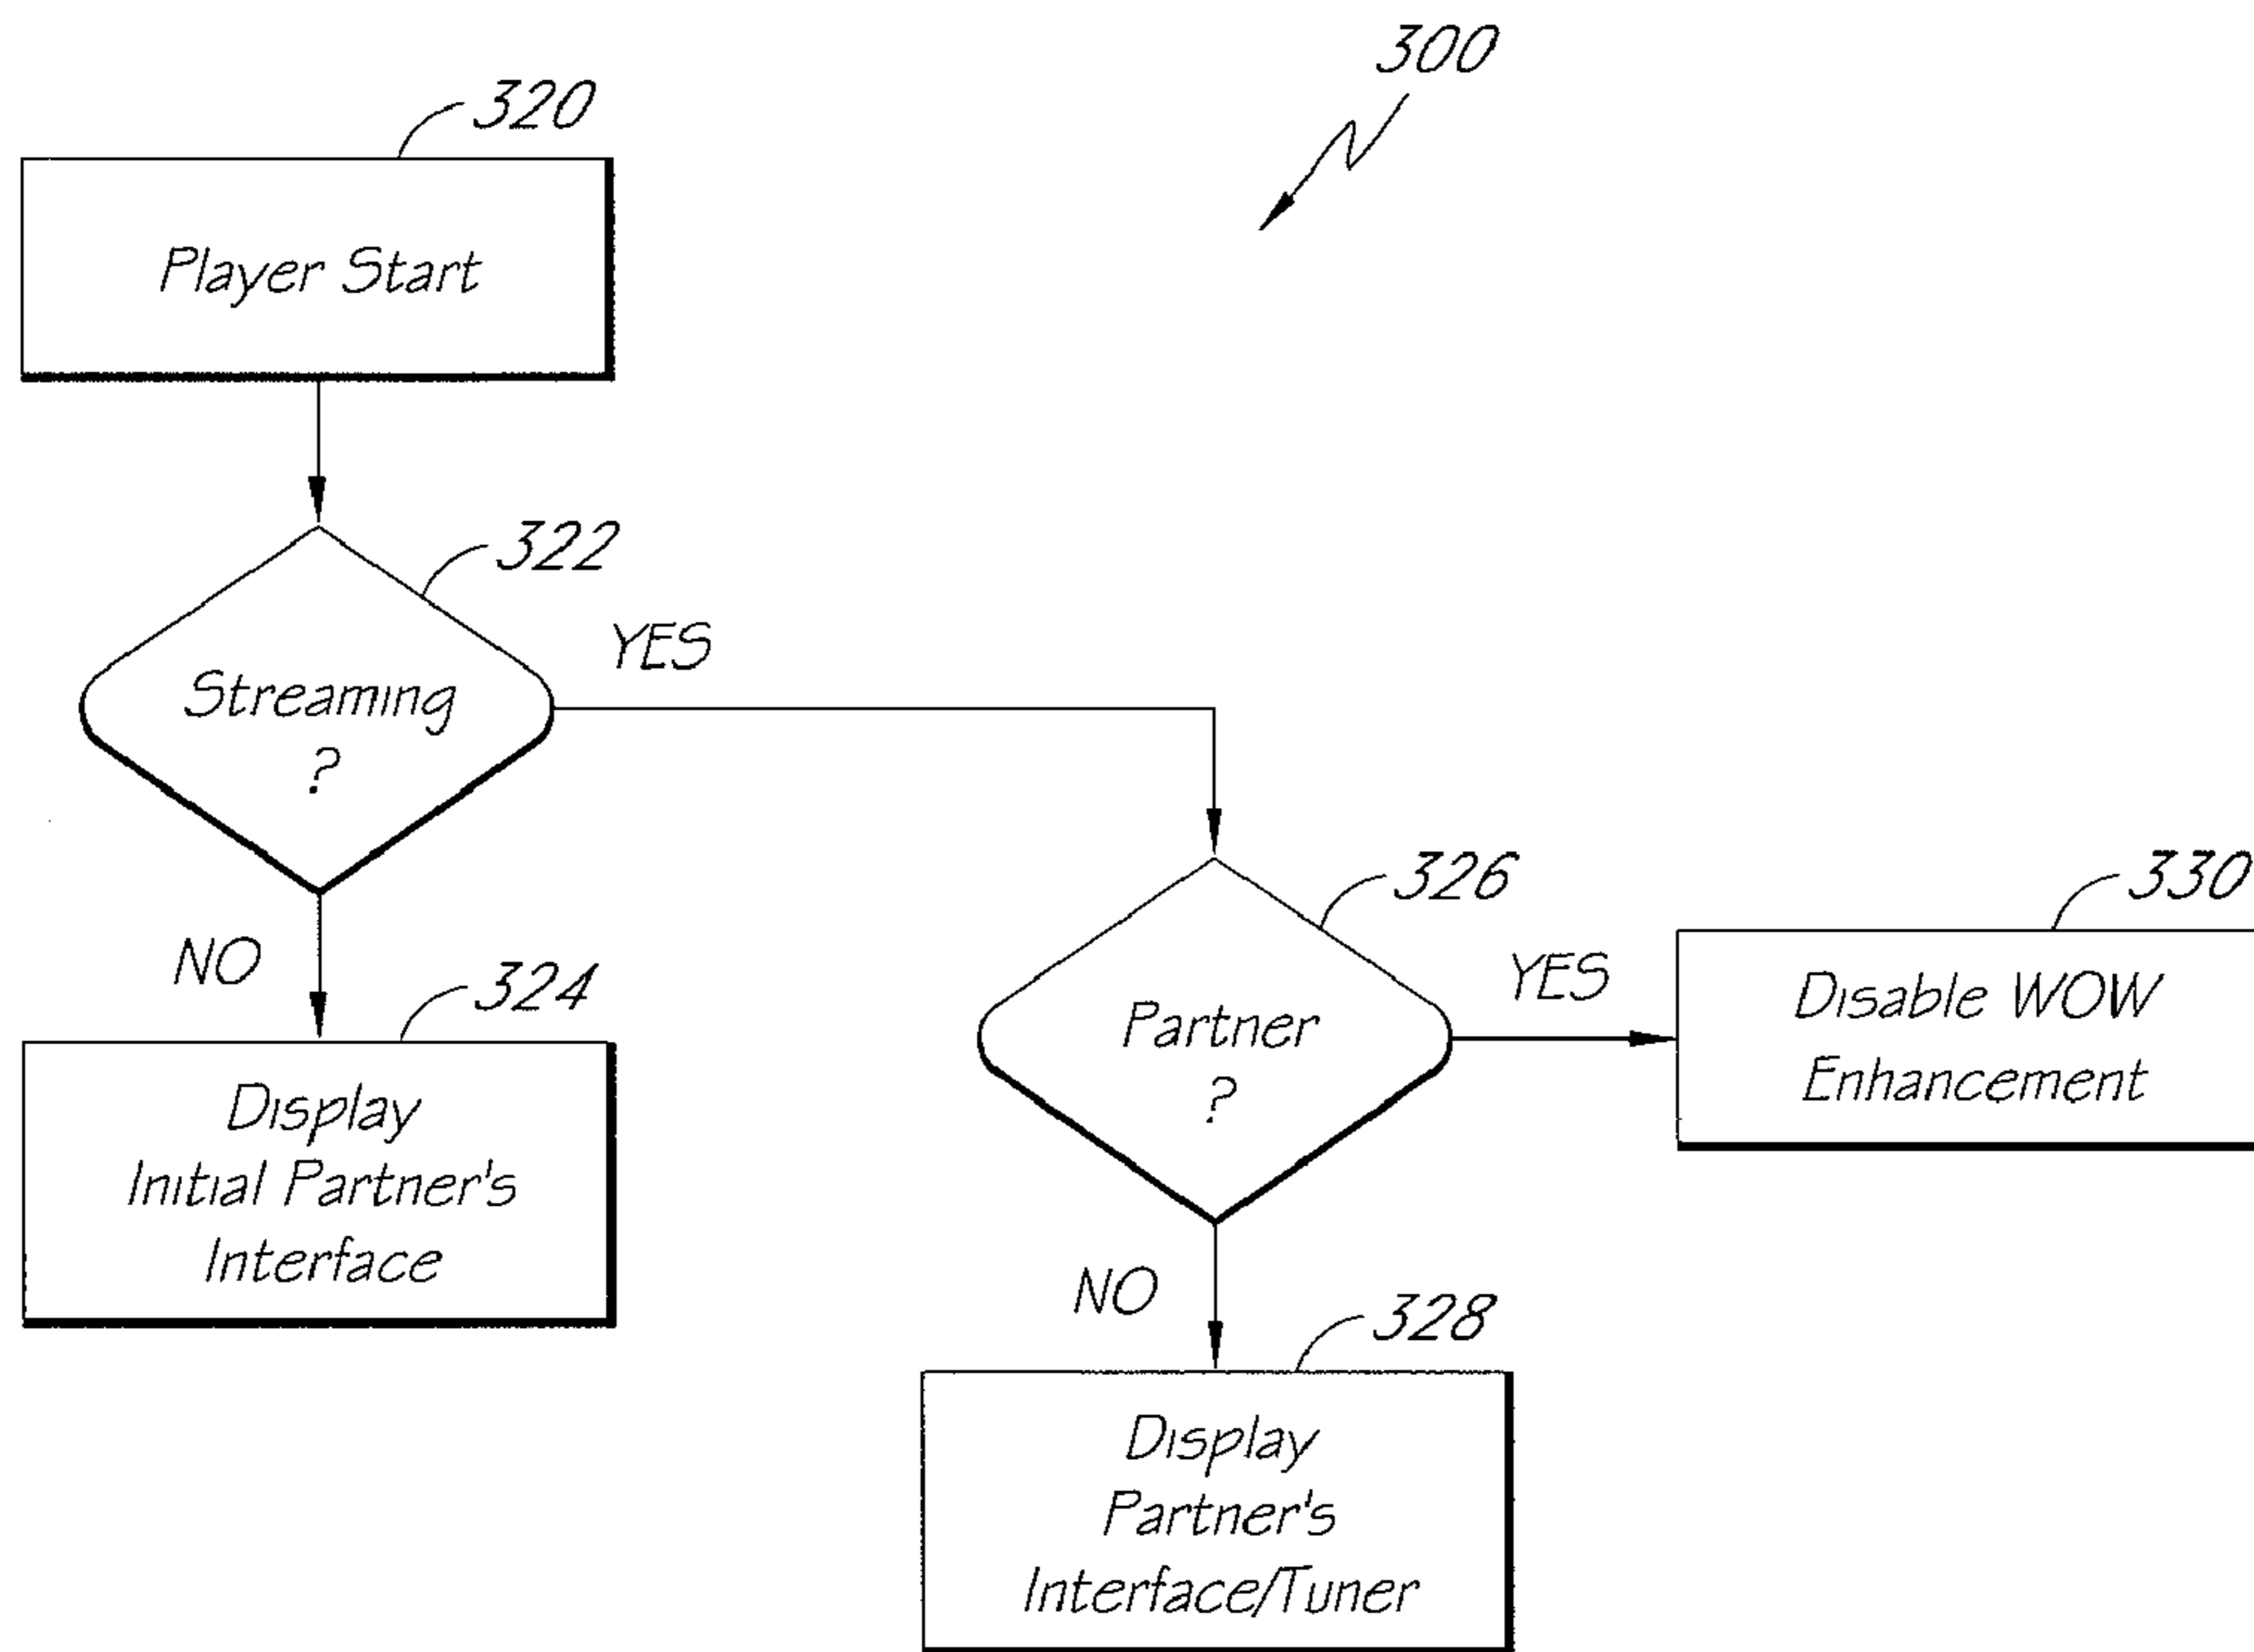 300
320
Player Start
322
Streaming
?
YES
NO
324
Display
Initial Partner's
Interface
326
Partner
?
YES
330
Disable WOW
Enhancement
NO
328
Display
Partner's
Interface/Tuner